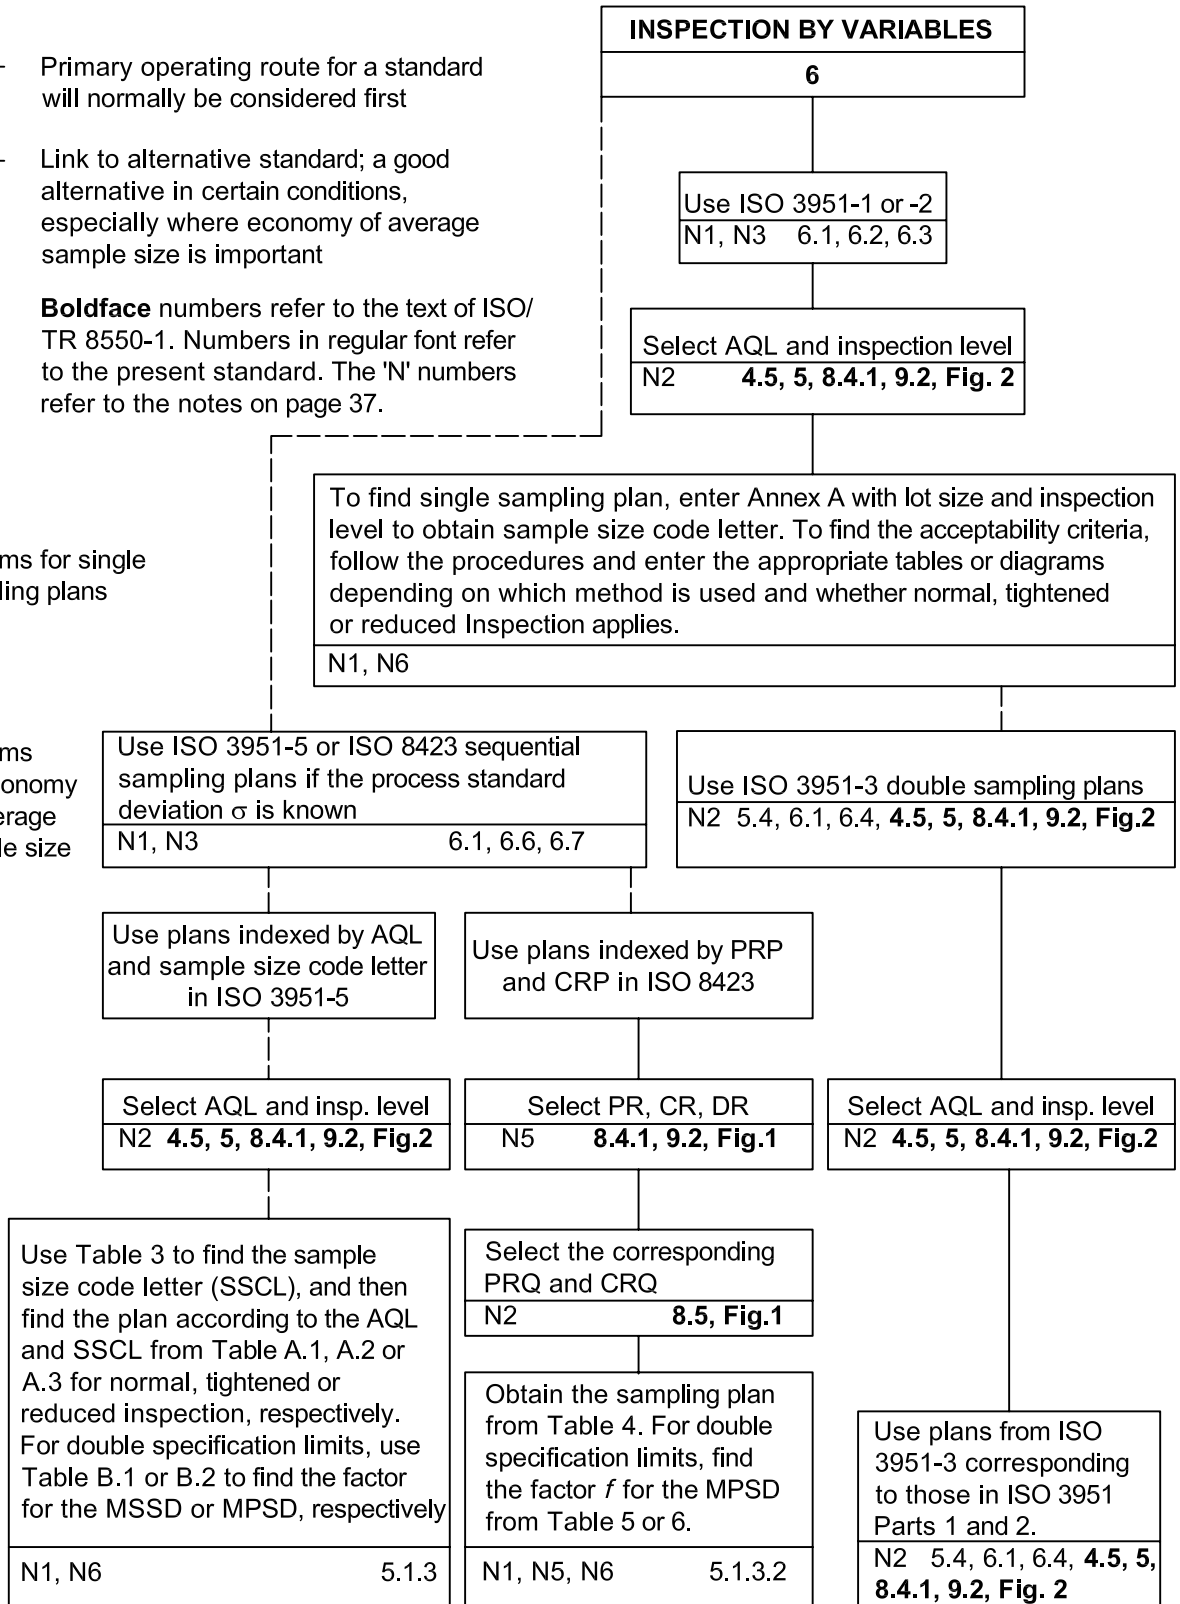 INSPECTION BY VARIABLES
6
Primary operating route for a standard
will normally be considered first
Link to alternative standard; a good
alternative in certain conditions,
especially where economy of average
sample size is important
Boldface numbers refer to the text of ISO/
TR 8550-1. Numbers in regular font refer
to the present standard. The 'N' numbers
refer to the notes on page 37.
Use ISO 3951-1 or -2
N1, N3 6.1, 6.2, 6.3
Select AQL and inspection level
N2 4.5, 5, 8.4.1, 9.2, Fig. 2
To find single sampling plan, enter Annex A with lot size and inspection
level to obtain sample size code letter. To find the acceptability criteria,
follow the procedures and enter the appropriate tables or diagrams
depending on which method is used and whether normal, tightened
or reduced Inspection applies.
N1, N6
ms for single
ling plans
ms
onomy
erage
le size
Use ISO 3951-5 or ISO 8423 sequential
sampling plans if the process standard
deviation σ is known
N1, N3 6.1, 6.6, 6.7
Use ISO 3951-3 double sampling plans
N2 5.4, 6.1, 6.4, 4.5, 5, 8.4.1, 9.2, Fig.2
Use plans indexed by AQL
and sample size code letter
in ISO 3951-5
Use plans indexed by PRP
and CRP in ISO 8423
Select AQL and insp. level
N2 4.5, 5, 8.4.1, 9.2, Fig.2
Select PR, CR, DR
N5 8.4.1, 9.2, Fig.1
Select AQL and insp. level
N2 4.5, 5, 8.4.1, 9.2, Fig.2
Use Table 3 to find the sample
size code letter (SSCL), and then
find the plan according to the AQL
and SSCL from Table A.1, A.2 or
A.3 for normal, tightened or
reduced inspection, respectively.
For double specification limits, use
Table B.1 or B.2 to find the factor
for the MSSD or MPSD, respectively
N1, N6 5.1.3
Select the corresponding
PRQ and CRQ
N2 8.5, Fig.1
Obtain the sampling plan
from Table 4. For double
specification limits, find
the factor f for the MPSD
from Table 5 or 6.
N1, N5, N6 5.1.3.2
Use plans from ISO
3951-3 corresponding
to those in ISO 3951
Parts 1 and 2.
N2 5.4, 6.1, 6.4, 4.5, 5,
8.4.1, 9.2, Fig. 2